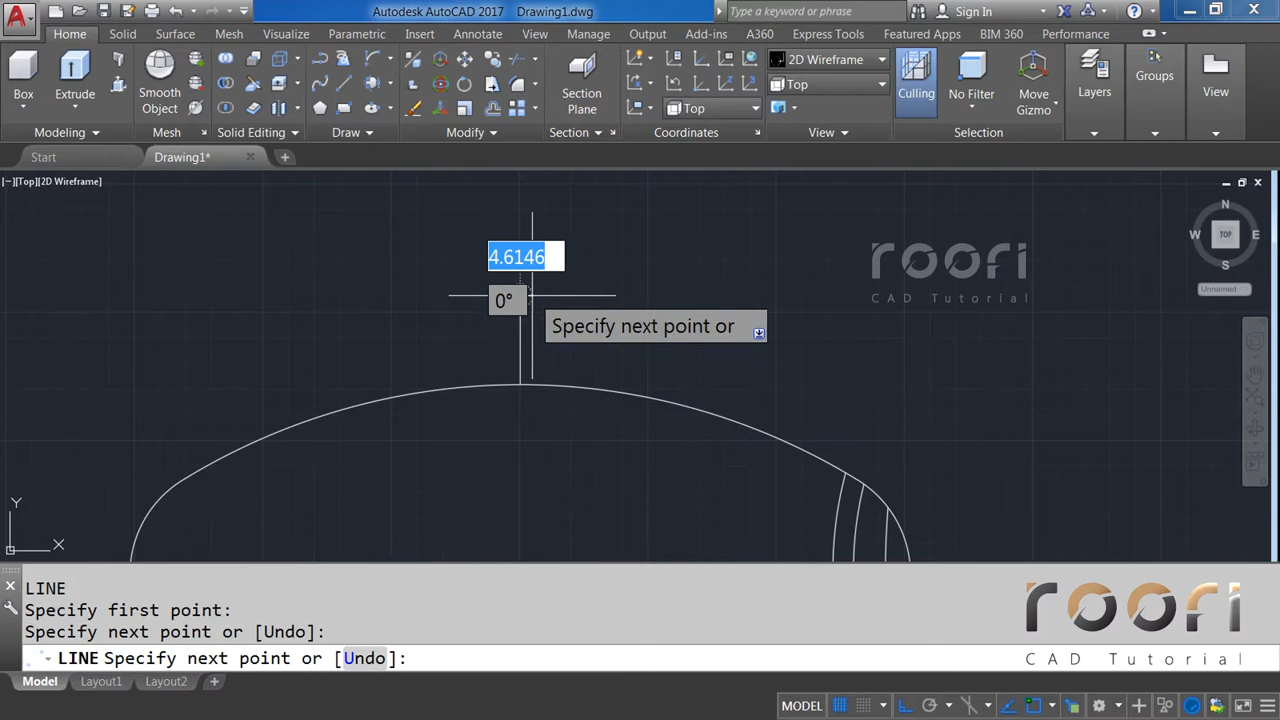 Autodesk AutoCAD 2017 Drawing1.dwg
Type a keyword or phrase
Sign In
Home Solid Surface Mesh Visualize Parametric Insert Annotate View Manage Output Add-ins A360 Express Tools Featured Apps BIM 360 Performance
Box
Extrude
Smooth
Object
Section
Plane
Top
2D Wireframe
Top
Culling
No Filter
Move
Gizmo
Layers
Groups
View
Modeling Mesh Solid Editing Draw Modify Section Coordinates View Selection
Start Drawing1*
[−][Top][2D Wireframe]
N
W TOP E
S
Unnamed
roori
CAD Tutorial
4.6146
0°
Specify next point or
Y
X
LINE
Specify first point:
Specify next point or [Undo]:
LINE Specify next point or [Undo]:
roori
CAD Tutorial
Model Layout1 Layout2
MODEL